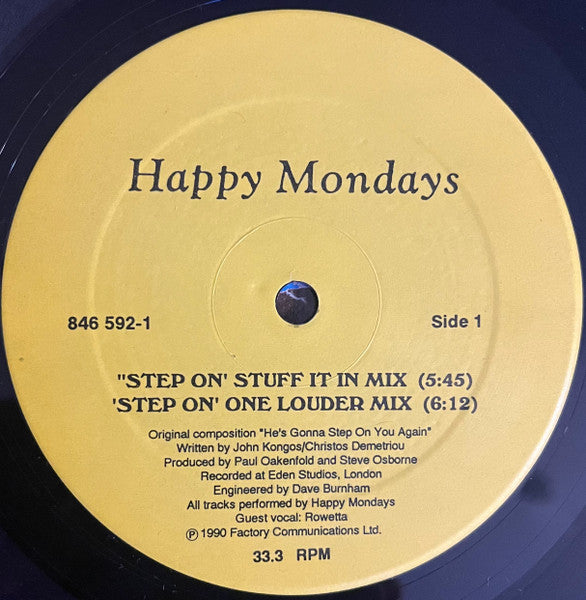 Happy Mondays
846 592-1
Side 1
"STEP ON' STUFF IT IN MIX (5:45)
'STEP ON' ONE LOUDER MIX (6:12)
Original composition "He's Gonna Step On You Again"
Written by John Kongos/Christos Demetriou
Produced by Paul Oakenfold and Steve Osborne
Recorded at Eden Studios, London
Engineered by Dave Burnham
All tracks performed by Happy Mondays
Guest vocal: Rowetta
℗ 1990 Factory Communications Ltd.
33.3 RPM